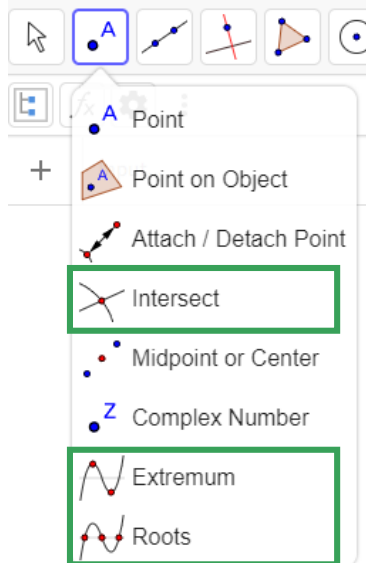 A
A Point
A Point on Object
Attach / Detach Point
Intersect
Midpoint or Center
Z Complex Number
Extremum
Roots